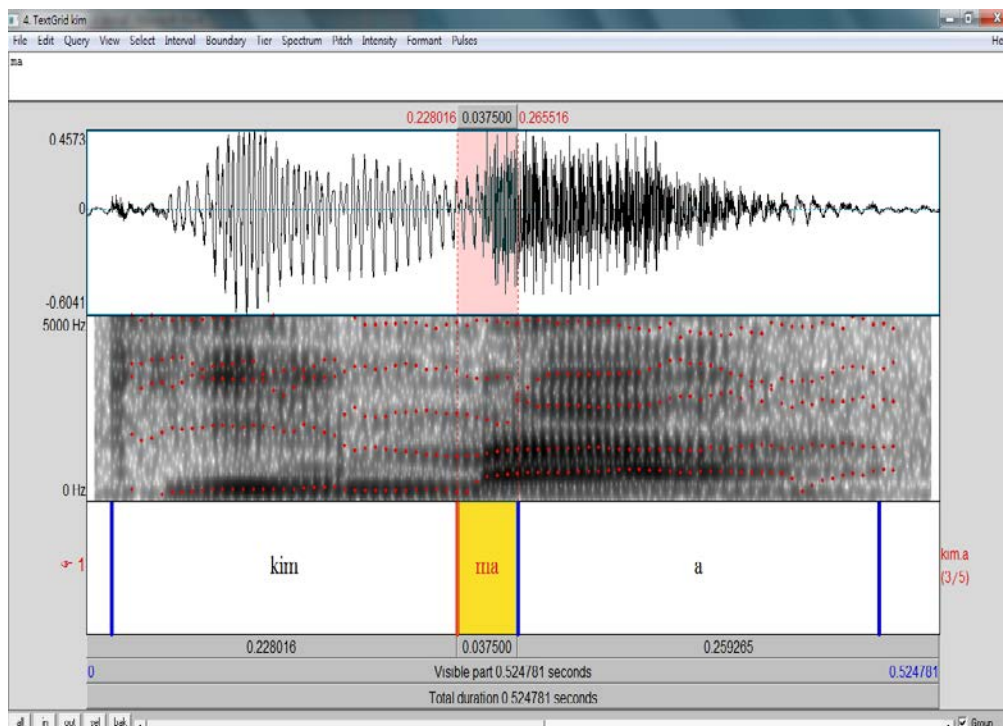 4. TextGrid kim
File Edit Query View Select Interval Boundary Tier Spectrum Pitch Intensity Formant Pulses He
ma
0.228016 0.037500 0.265516
0.4573
0
-0.6041
5000 Hz
0 Hz
1 kim ma a kim.a
(3/5)
0.228016 0.037500 0.259265
0 Visible part 0.524781 seconds 0.524781
Total duration 0.524781 seconds
all in out sel bak Group